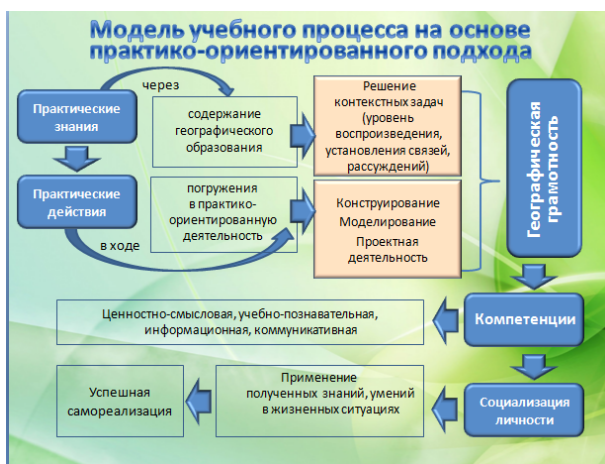 Модель учебного процесса на основе
практико-ориентированного подхода
через
Практические
знания
содержание
географического
образования
Решение
контекстных задач
(уровень
воспроизведения,
установления связей,
рассуждений)
Географическая
грамотность
Практические
действия
погружения
в практико-
ориентированную
деятельность
Конструирование
Моделирование
Проектная
деятельность
в ходе
Ценностно-смысловая, учебно-познавательная,
информационная, коммуникативная
Компетенции
Успешная
самореализация
Применение
полученных знаний, умений
в жизненных ситуациях
Социализация
личности